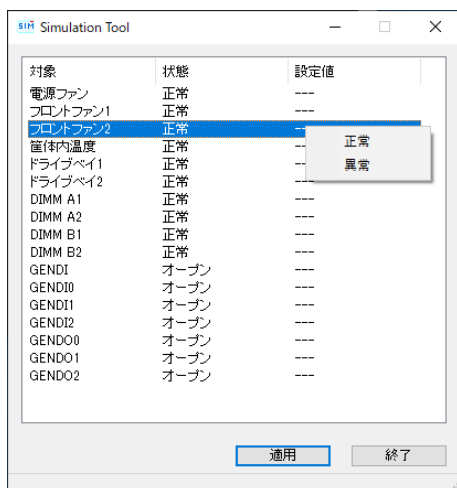 SIM Simulation Tool
対象 状態 設定値
電源ファン 正常 ---
フロントファン1 正常 ---
フロントファン2 正常 ---
筐体内温度 正常 ---
ドライブベイ1 正常 ---
ドライブベイ2 正常 ---
DIMM A1 正常 ---
DIMM A2 正常 ---
DIMM B1 正常 ---
DIMM B2 正常 ---
GENDI オープン ---
GENDI0 オープン ---
GENDI1 オープン ---
GENDI2 オープン ---
GENDO0 オープン ---
GENDO1 オープン ---
GENDO2 オープン ---
正常
異常
適用 終了